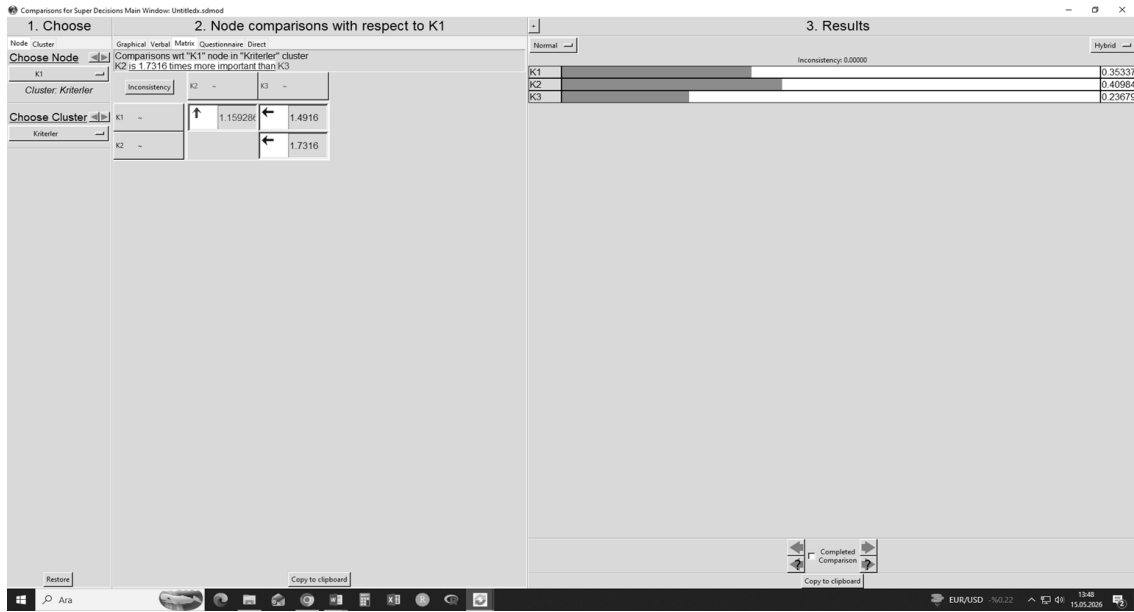 Comparisons for Super Decisions Main Window: Untitledx.sdmod
1. Choose
2. Node comparisons with respect to K1
+
3. Results
Node Cluster
Graphical Verbal Matrix Questionnaire Direct
Normal
Hybrid
Choose Node
Comparisons wrt "K1" node in "Kriterler" cluster
K2 is 1.7316 times more important than K3
Inconsistency: 0.00000
K1
Cluster: Kriterler
Inconsistency
K2 ~
K3 ~
K1 0.35337
K2 0.40984
K3 0.23679
Choose Cluster
Kriterler
K1 ~
1.159286
1.4916
K2 ~
1.7316
Completed
Comparison
Restore
Copy to clipboard
Copy to clipboard
Ara
EUR/USD -%0.22
13:48
15.05.2026
2